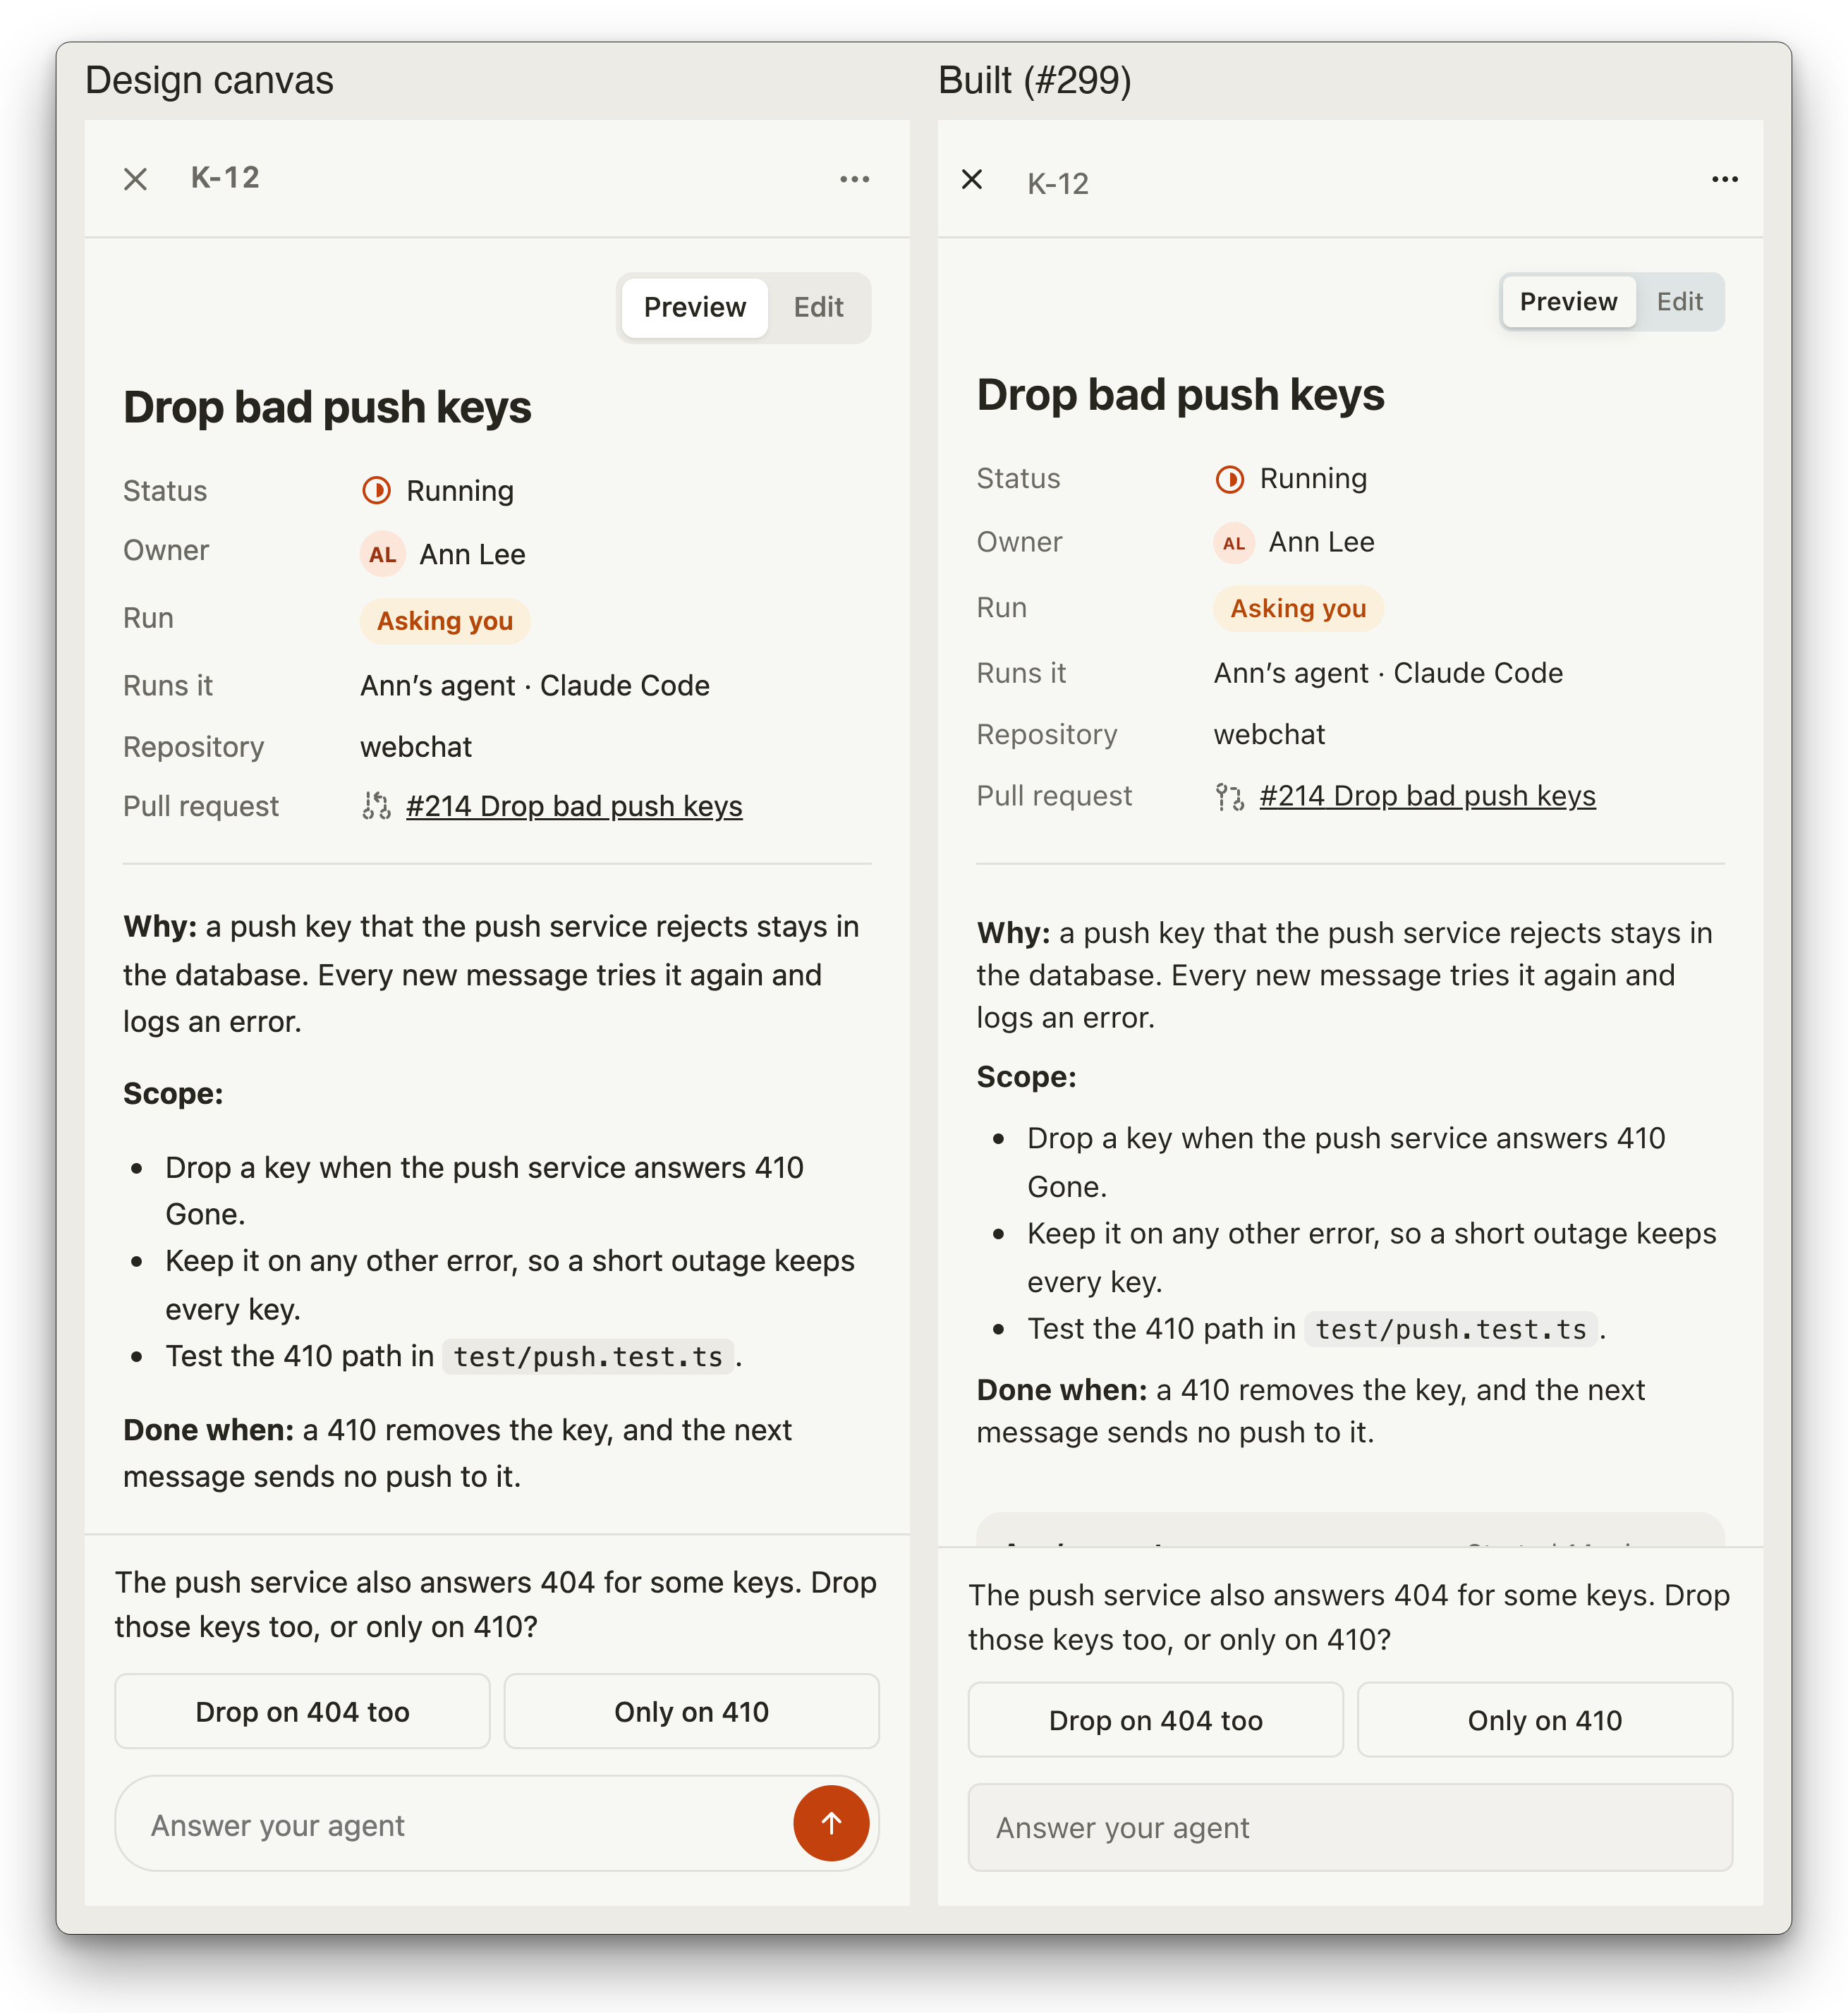 Design canvas
K-12
Preview Edit
Drop bad push keys
Status Running
Owner AL Ann Lee
Run Asking you
Runs it Ann’s agent · Claude Code
Repository webchat
Pull request #214 Drop bad push keys
Why: a push key that the push service rejects stays in
the database. Every new message tries it again and
logs an error.
Scope:
• Drop a key when the push service answers 410
Gone.
• Keep it on any other error, so a short outage keeps
every key.
• Test the 410 path in test/push.test.ts.
Done when: a 410 removes the key, and the next
message sends no push to it.
The push service also answers 404 for some keys. Drop
those keys too, or only on 410?
Drop on 404 too Only on 410
Answer your agent
Built (#299)
K-12
Preview Edit
Drop bad push keys
Status Running
Owner AL Ann Lee
Run Asking you
Runs it Ann’s agent · Claude Code
Repository webchat
Pull request #214 Drop bad push keys
Why: a push key that the push service rejects stays in
the database. Every new message tries it again and
logs an error.
Scope:
• Drop a key when the push service answers 410
Gone.
• Keep it on any other error, so a short outage keeps
every key.
• Test the 410 path in test/push.test.ts.
Done when: a 410 removes the key, and the next
message sends no push to it.
The push service also answers 404 for some keys. Drop
those keys too, or only on 410?
Drop on 404 too Only on 410
Answer your agent